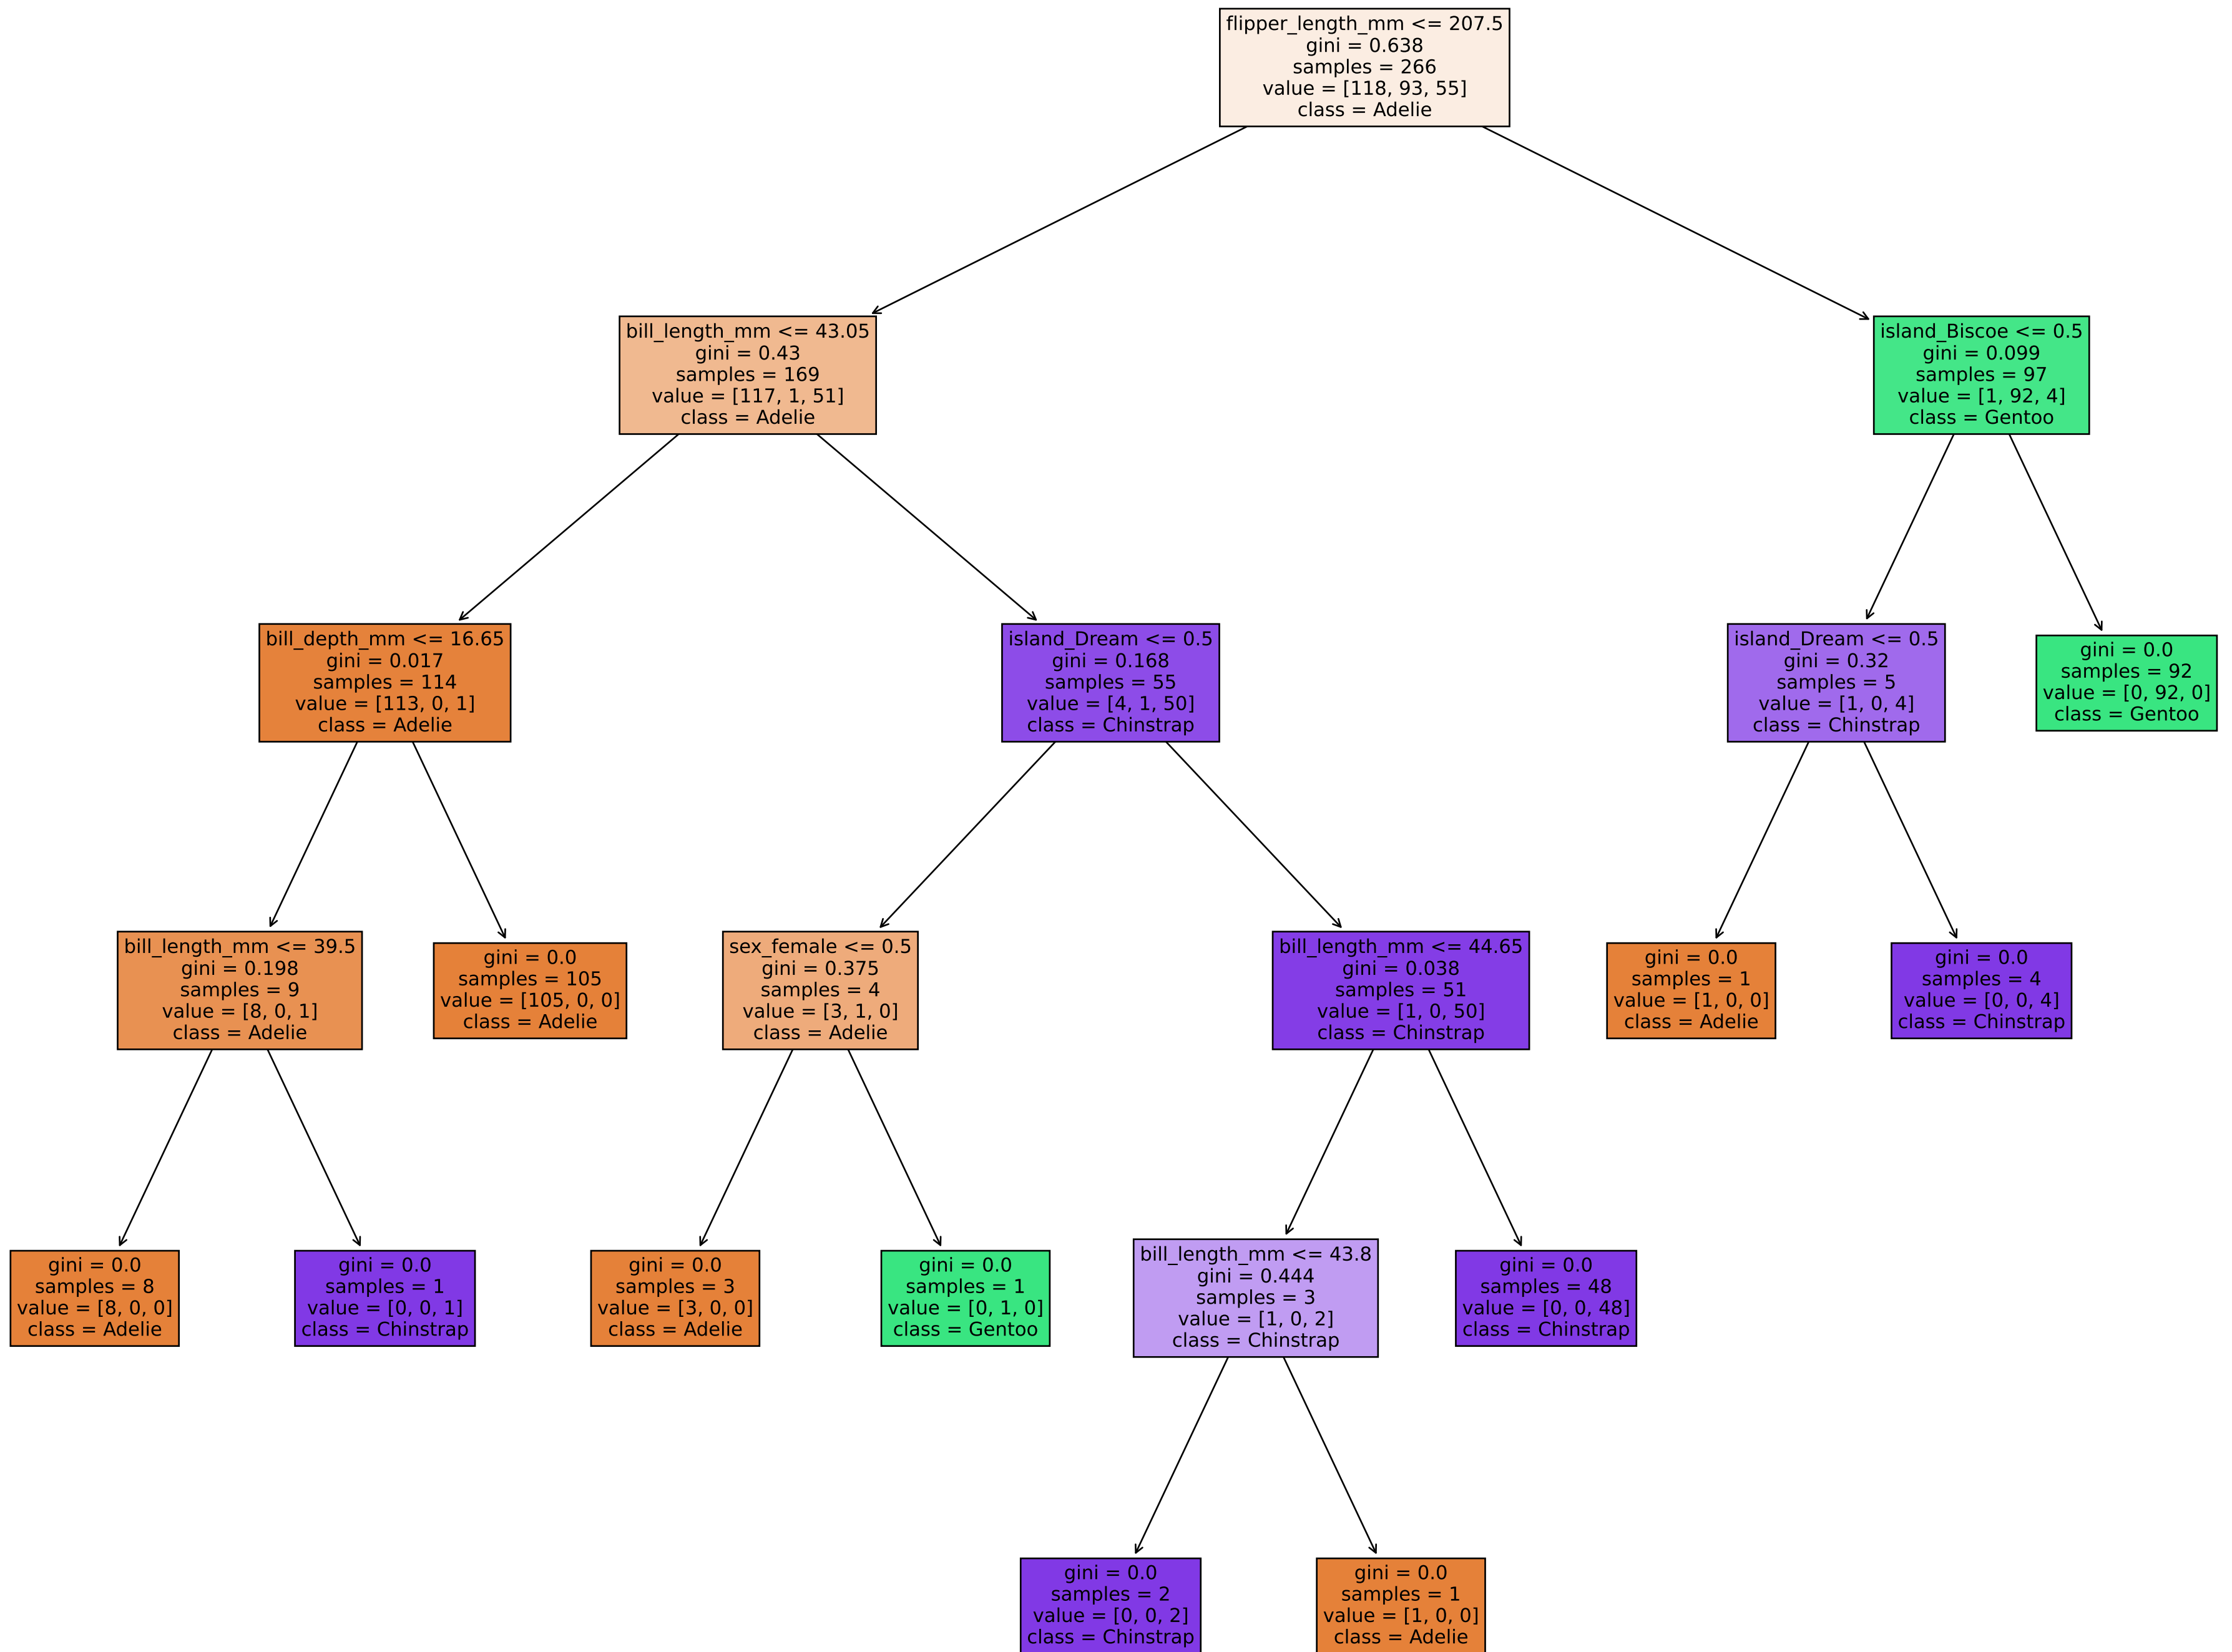 flipper_length_mm <= 207.5
gini = 0.638
samples = 266
value = [118, 93, 55]
class = Adelie
bill_length_mm <= 43.05
gini = 0.43
samples = 169
value = [117, 1, 51]
class = Adelie
island_Biscoe <= 0.5
gini = 0.099
samples = 97
value = [1, 92, 4]
class = Gentoo
bill_depth_mm <= 16.65
gini = 0.017
samples = 114
value = [113, 0, 1]
class = Adelie
island_Dream <= 0.5
gini = 0.168
samples = 55
value = [4, 1, 50]
class = Chinstrap
island_Dream <= 0.5
gini = 0.32
samples = 5
value = [1, 0, 4]
class = Chinstrap
gini = 0.0
samples = 92
value = [0, 92, 0]
class = Gentoo
bill_length_mm <= 39.5
gini = 0.198
samples = 9
value = [8, 0, 1]
class = Adelie
gini = 0.0
samples = 105
value = [105, 0, 0]
class = Adelie
sex_female <= 0.5
gini = 0.375
samples = 4
value = [3, 1, 0]
class = Adelie
bill_length_mm <= 44.65
gini = 0.038
samples = 51
value = [1, 0, 50]
class = Chinstrap
gini = 0.0
samples = 1
value = [1, 0, 0]
class = Adelie
gini = 0.0
samples = 4
value = [0, 0, 4]
class = Chinstrap
gini = 0.0
samples = 8
value = [8, 0, 0]
class = Adelie
gini = 0.0
samples = 1
value = [0, 0, 1]
class = Chinstrap
gini = 0.0
samples = 3
value = [3, 0, 0]
class = Adelie
gini = 0.0
samples = 1
value = [0, 1, 0]
class = Gentoo
bill_length_mm <= 43.8
gini = 0.444
samples = 3
value = [1, 0, 2]
class = Chinstrap
gini = 0.0
samples = 48
value = [0, 0, 48]
class = Chinstrap
gini = 0.0
samples = 2
value = [0, 0, 2]
class = Chinstrap
gini = 0.0
samples = 1
value = [1, 0, 0]
class = Adelie